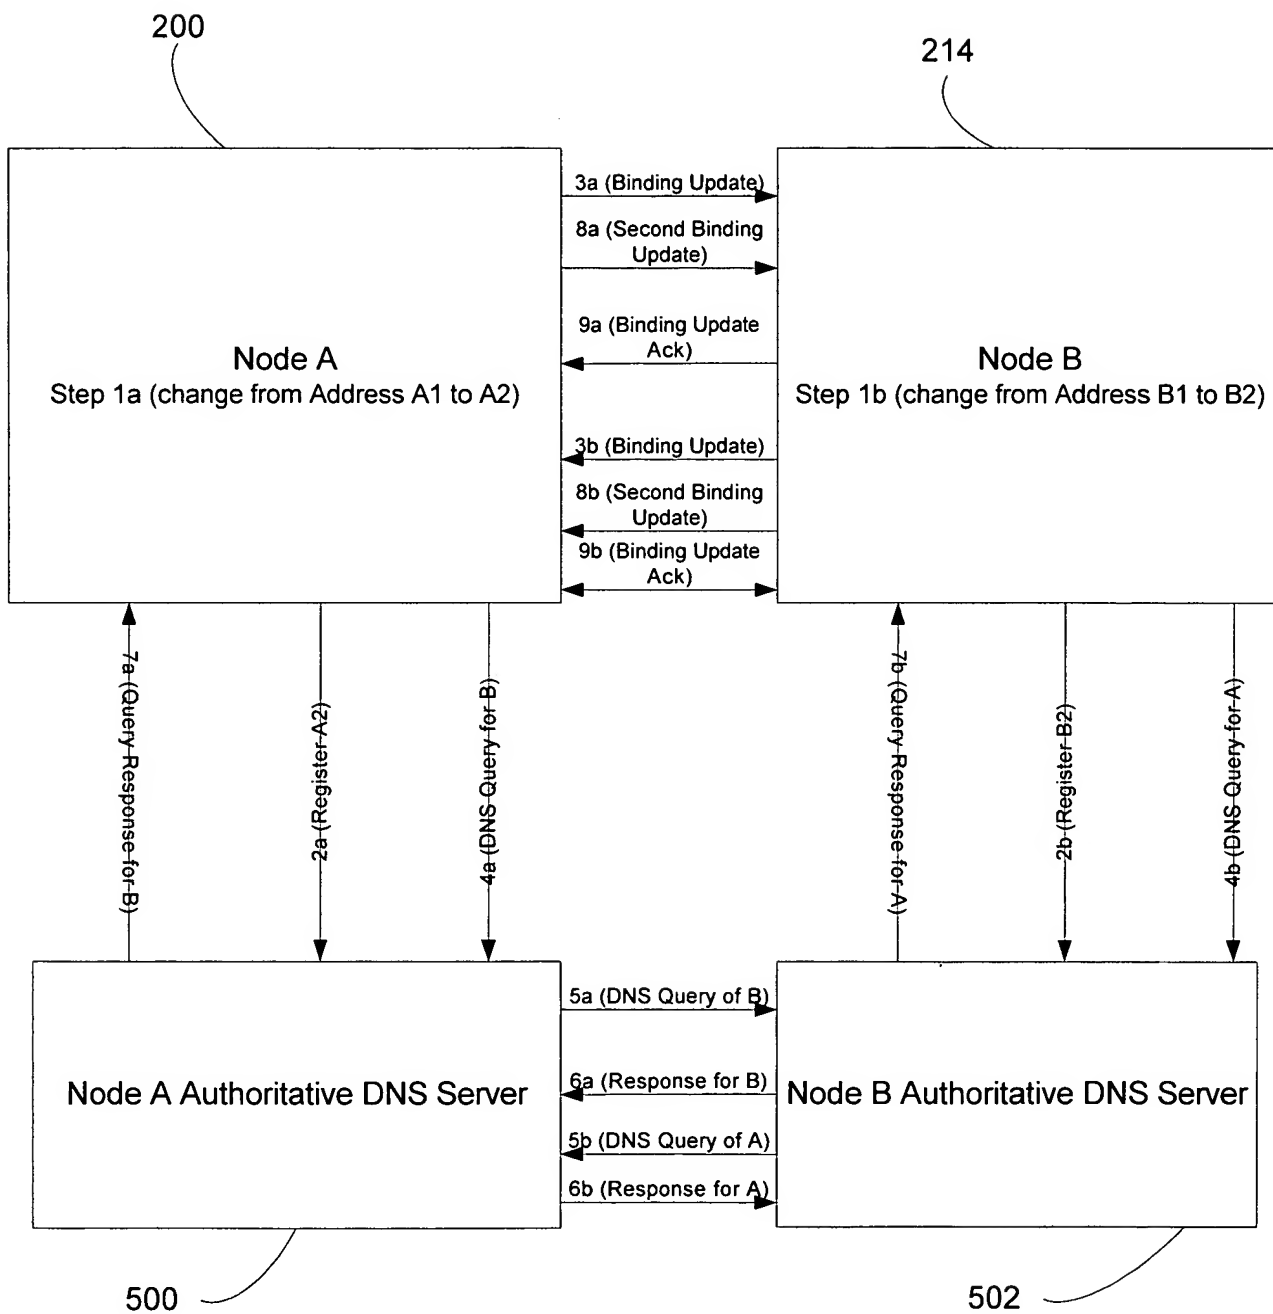 200
214
3a (Binding Update)
8a (Second Binding
Update)
9a (Binding Update
Ack)
Node A
Step 1a (change from Address A1 to A2)
Node B
Step 1b (change from Address B1 to B2)
3b (Binding Update)
8b (Second Binding
Update)
9b (Binding Update
Ack)
7a (Query Response for B)
2a (Register A2)
4a (DNS Query for B)
7b (Query Response for A)
2b (Register B2)
4b (DNS Query for A)
5a (DNS Query of B)
6a (Response for B)
Node A Authoritative DNS Server
Node B Authoritative DNS Server
5b (DNS Query of A)
6b (Response for A)
500
502